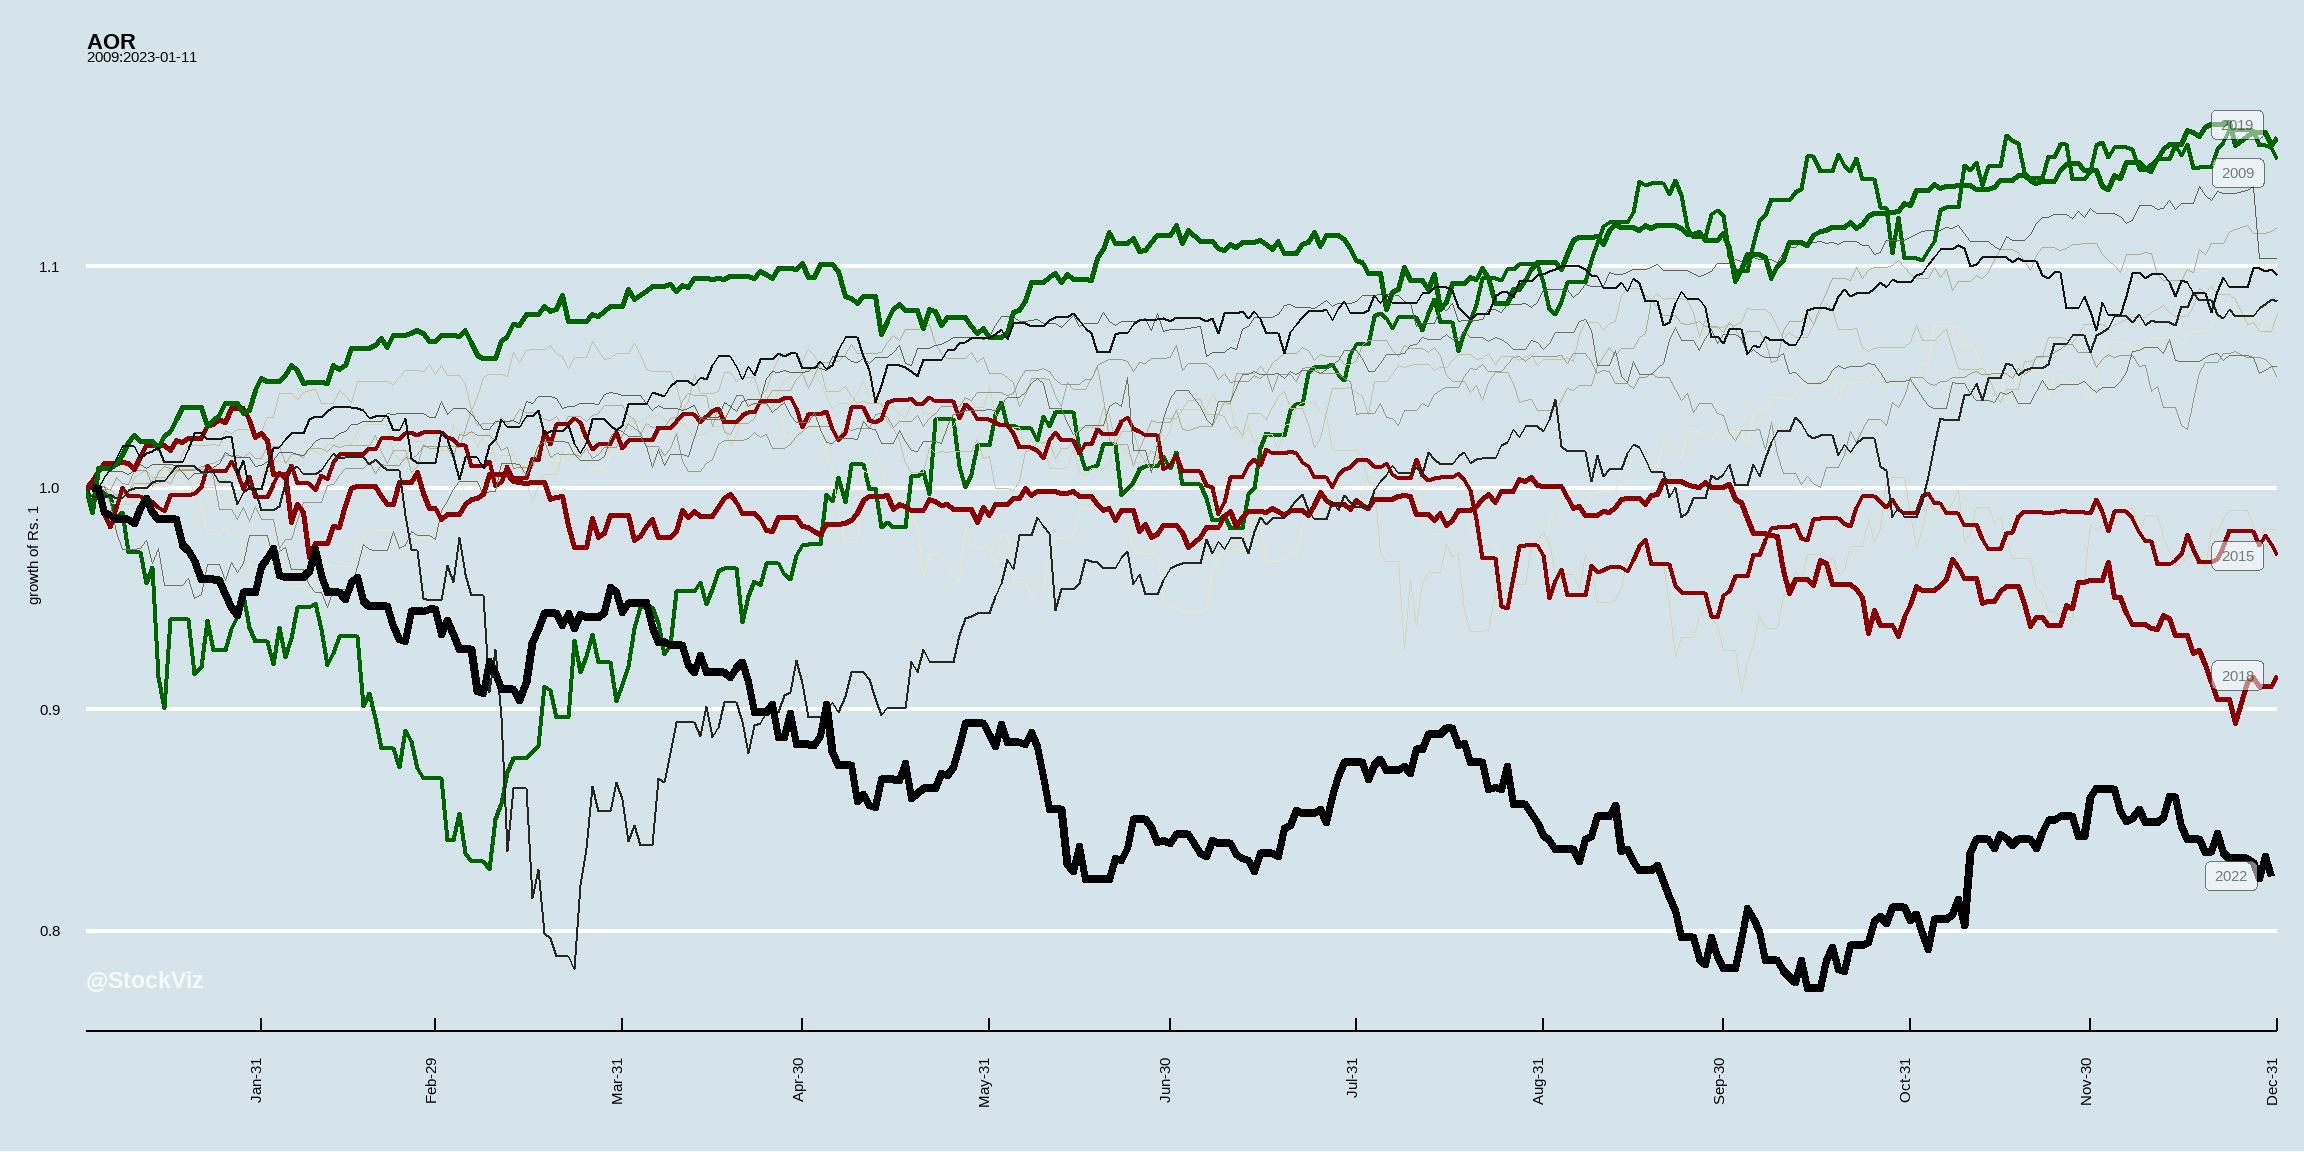 AOR
2009:2023-01-11
2019
2009
1.1
1.0
growth of Rs. 1
2015
2018
0.9
2022
0.8
@StockViz
Jan-31
Feb-29
Mar-31
Apr-30
May-31
Jun-30
Jul-31
Aug-31
Sep-30
Oct-31
Nov-30
Dec-31